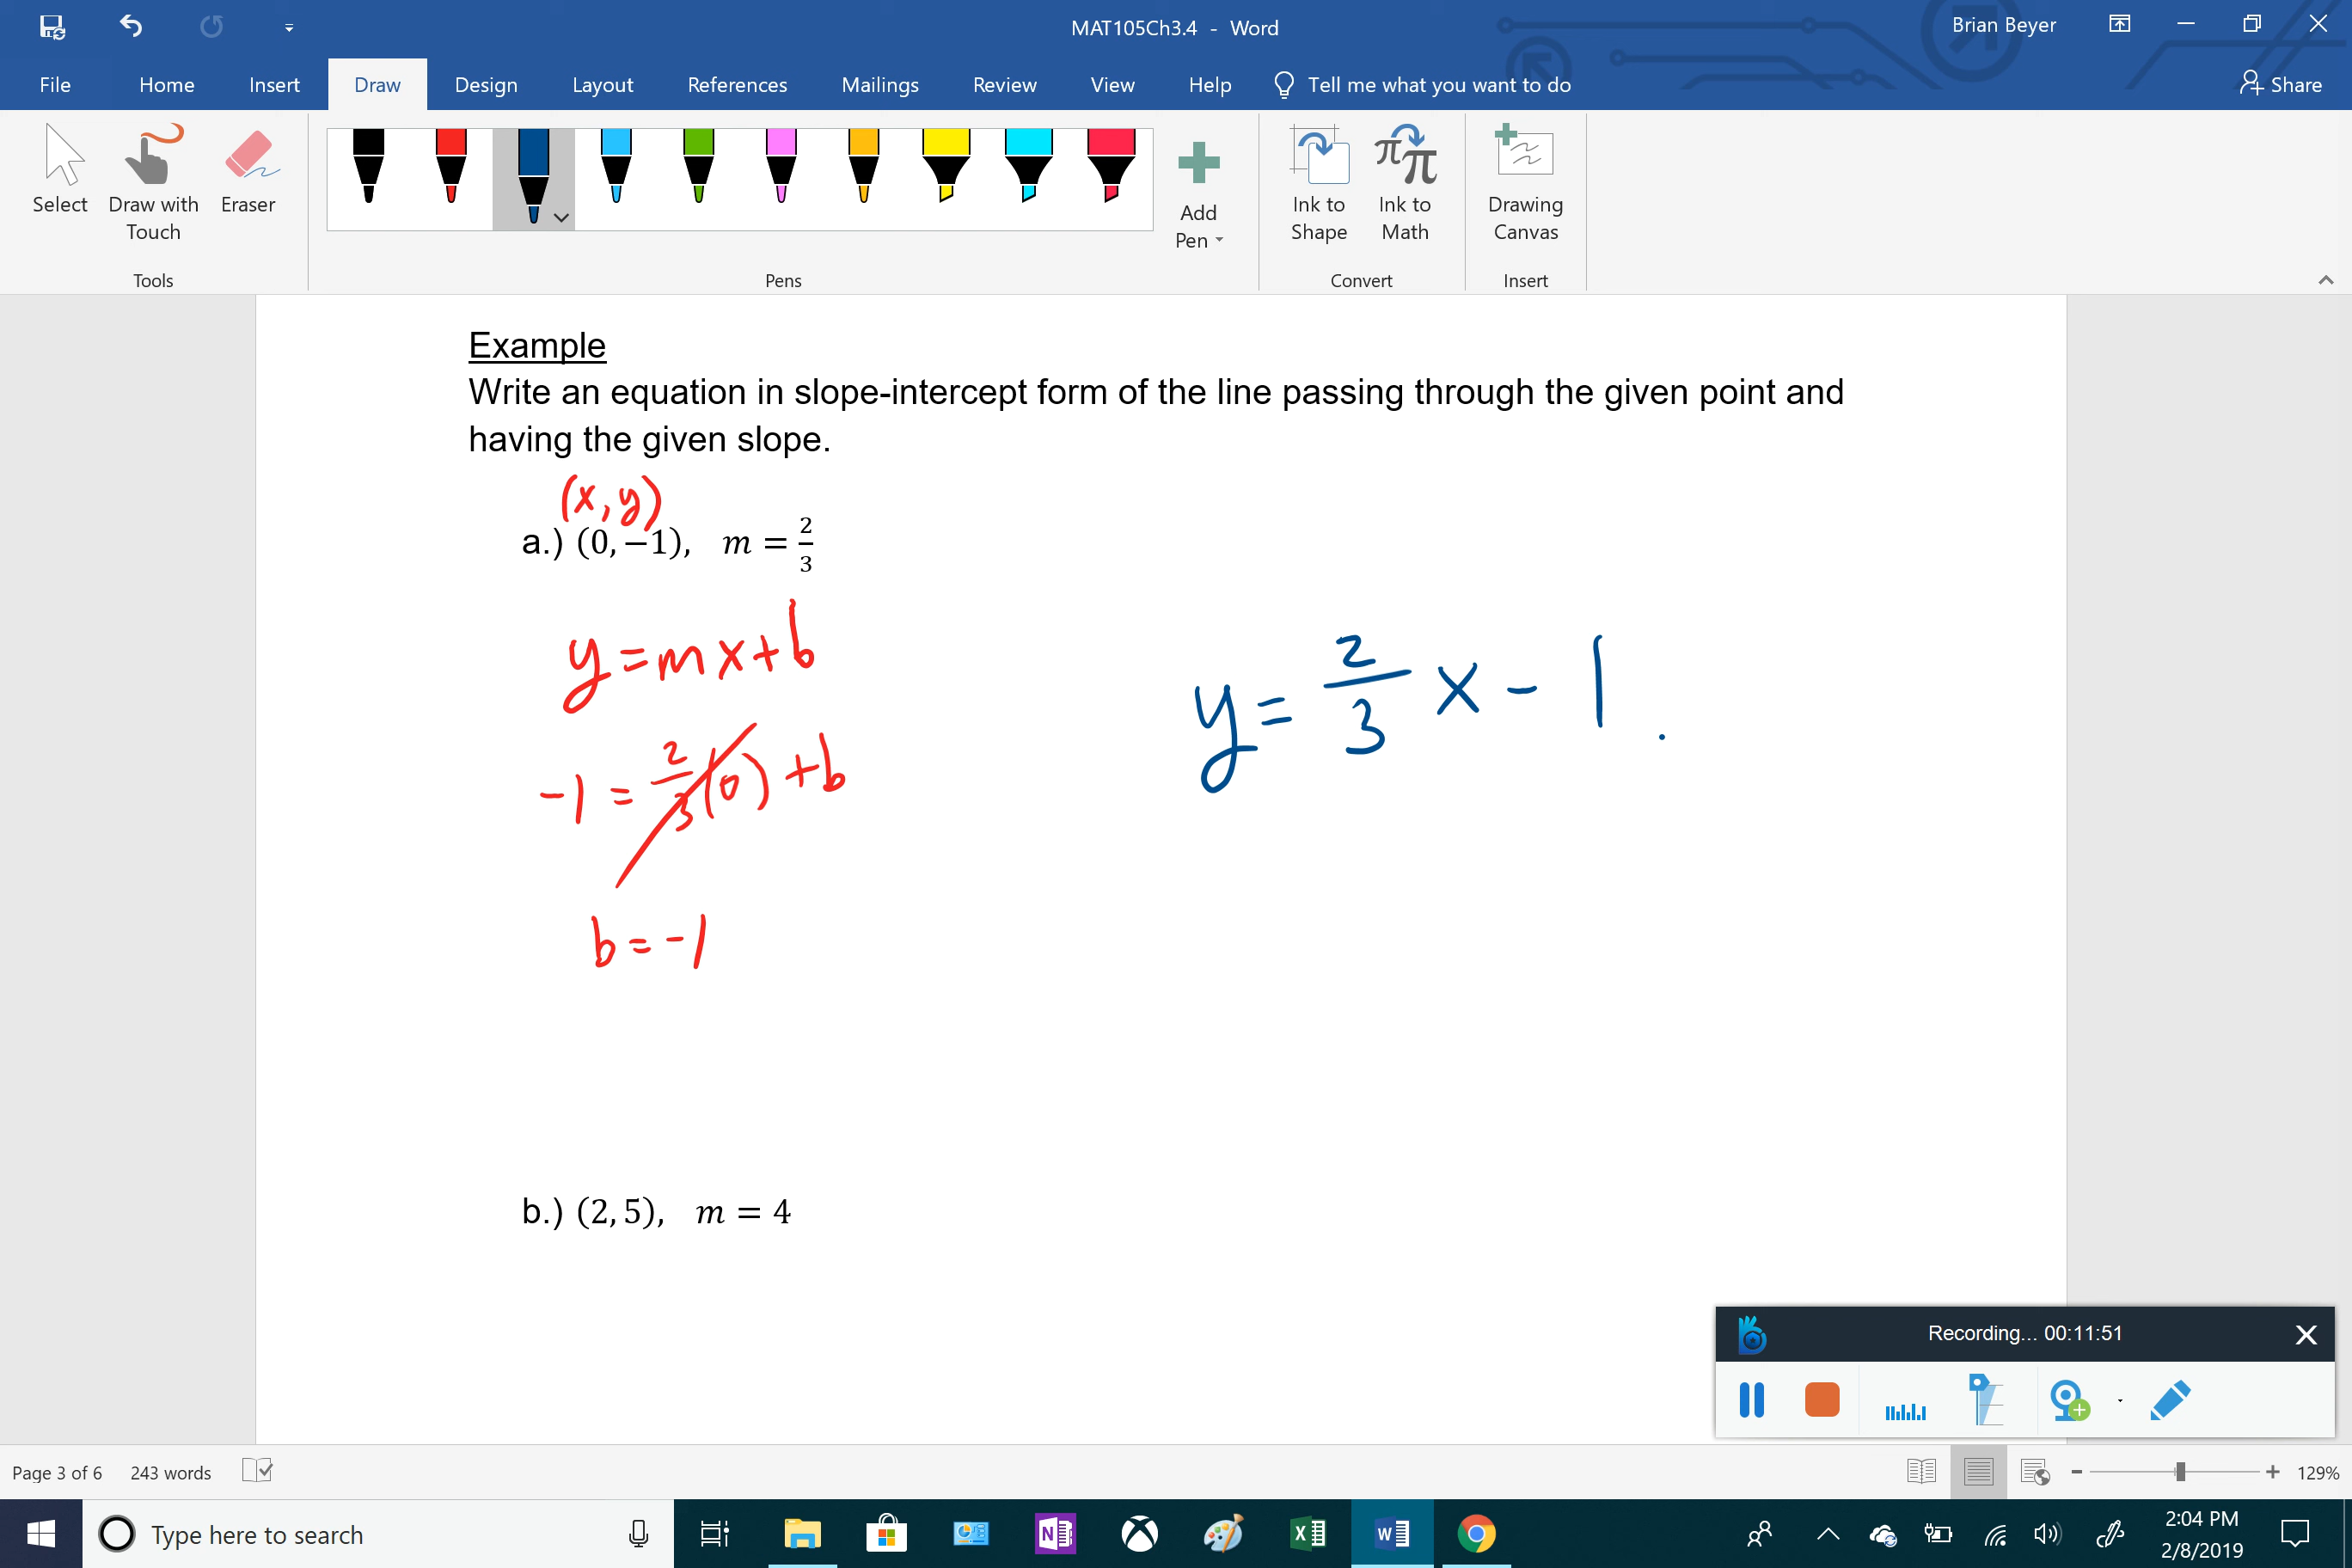 MAT105Ch3.4 - Word
Brian Beyer
File Home Insert Draw Design Layout References Mailings Review View Help Tell me what you want to do Share
Select Draw with Touch Eraser
Add Pen
Ink to Shape Ink to Math
Drawing Canvas
Tools Pens Convert Insert
Example
Write an equation in slope-intercept form of the line passing through the given point and
having the given slope.
(x, y)
a.) (0, −1), m = 2/3
y = mx + b
y = 2/3 x - 1 .
-1 = 2/3 (0) + b
b = -1
b.) (2, 5), m = 4
Recording... 00:11:51
Page 3 of 6 243 words
129%
Type here to search
2:04 PM
2/8/2019